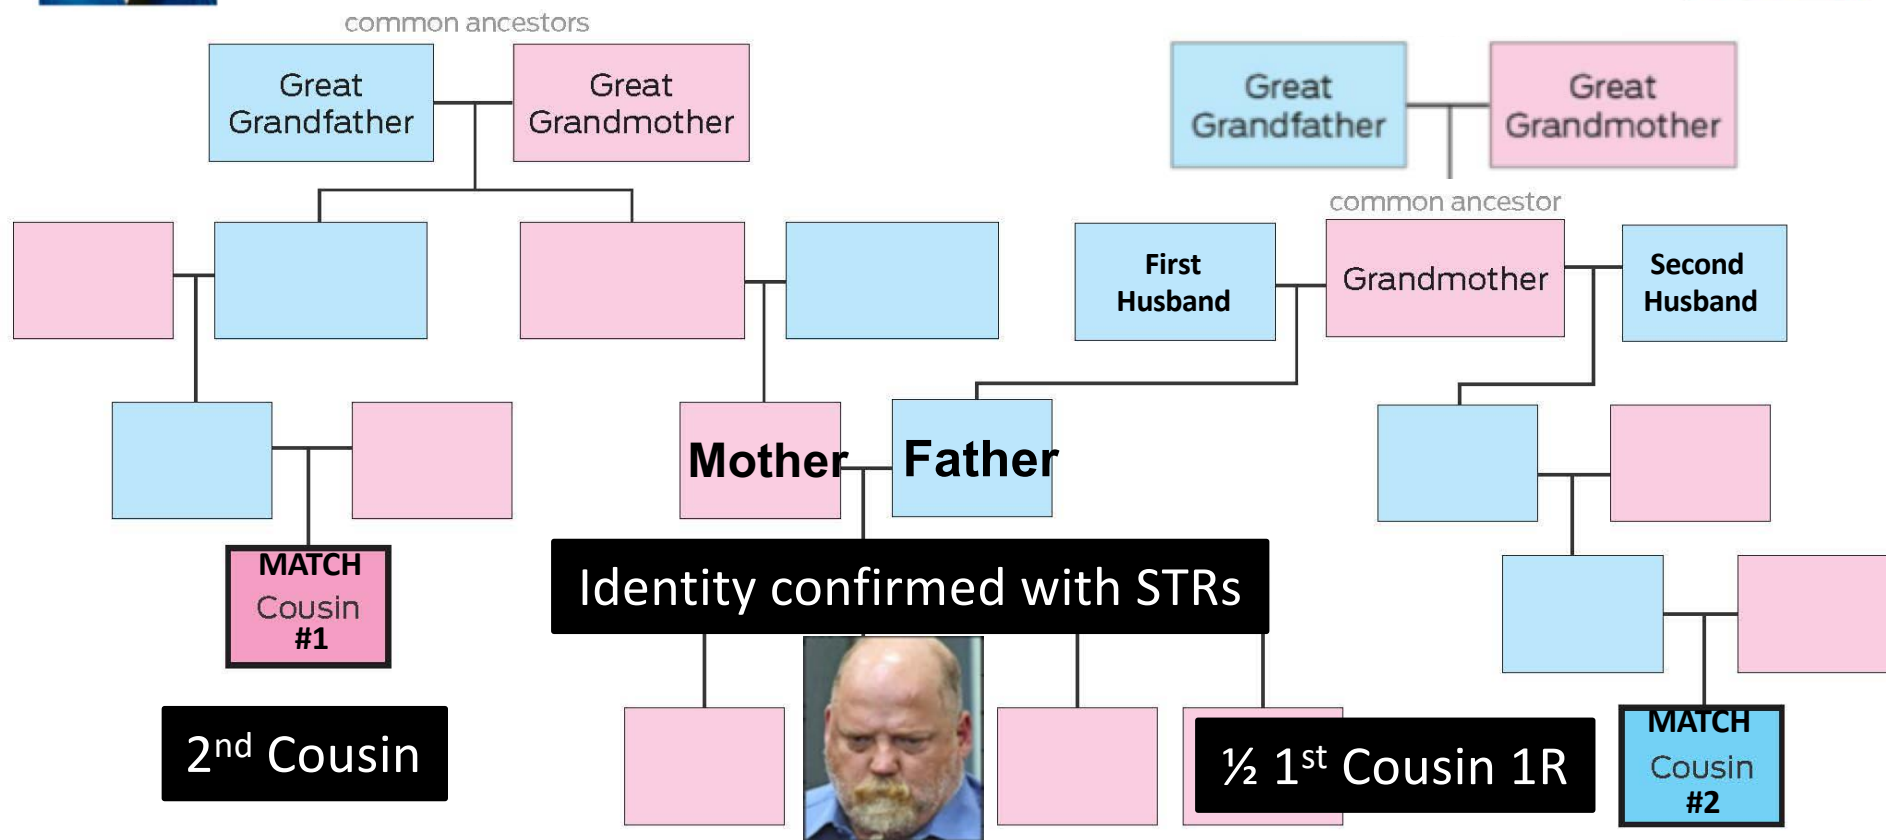 common ancestors
Great
Grandfather
Great
Grandmother
Great
Grandfather
Great
Grandmother
common ancestor
First
Husband
Grandmother
Second
Husband
Mother
Father
MATCH
Cousin
#1
Identity confirmed with STRs
2nd Cousin
½ 1st Cousin 1R
MATCH
Cousin
#2